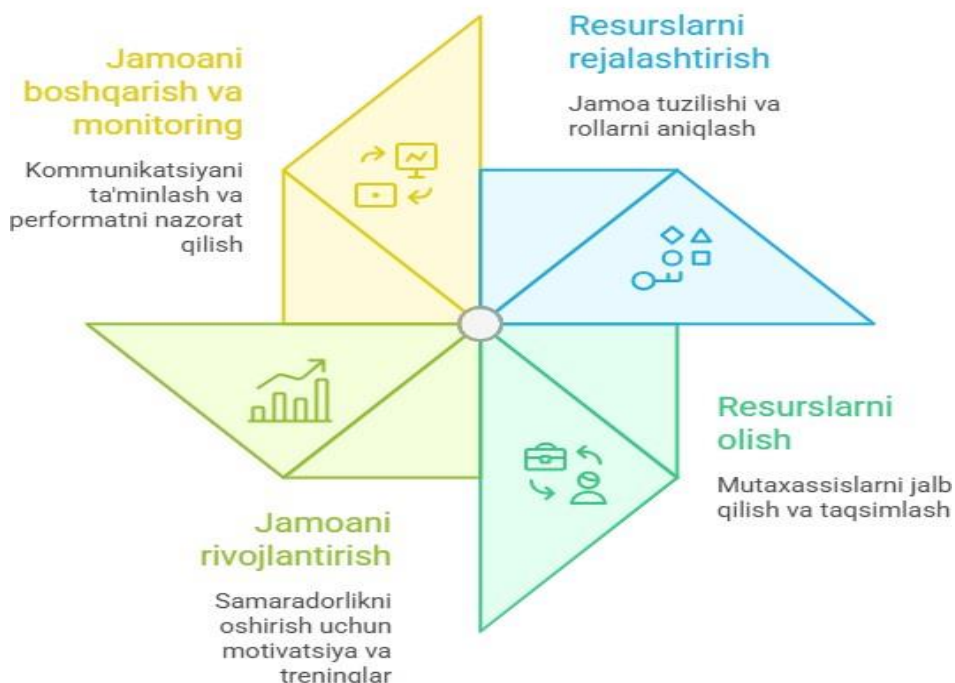 Jamoani
boshqarish va
monitoring
Kommunikatsiyani
ta'minlash va
performatni nazorat
qilish
Resurslarni
rejalashtirish
Jamoa tuzilishi va
rollarni aniqlash
Resurslarni
olish
Mutaxassislarni jalb
qilish va taqsimlash
Jamoani
rivojlantirish
Samaradorlikni
oshirish uchun
motivatsiya va
treninglar